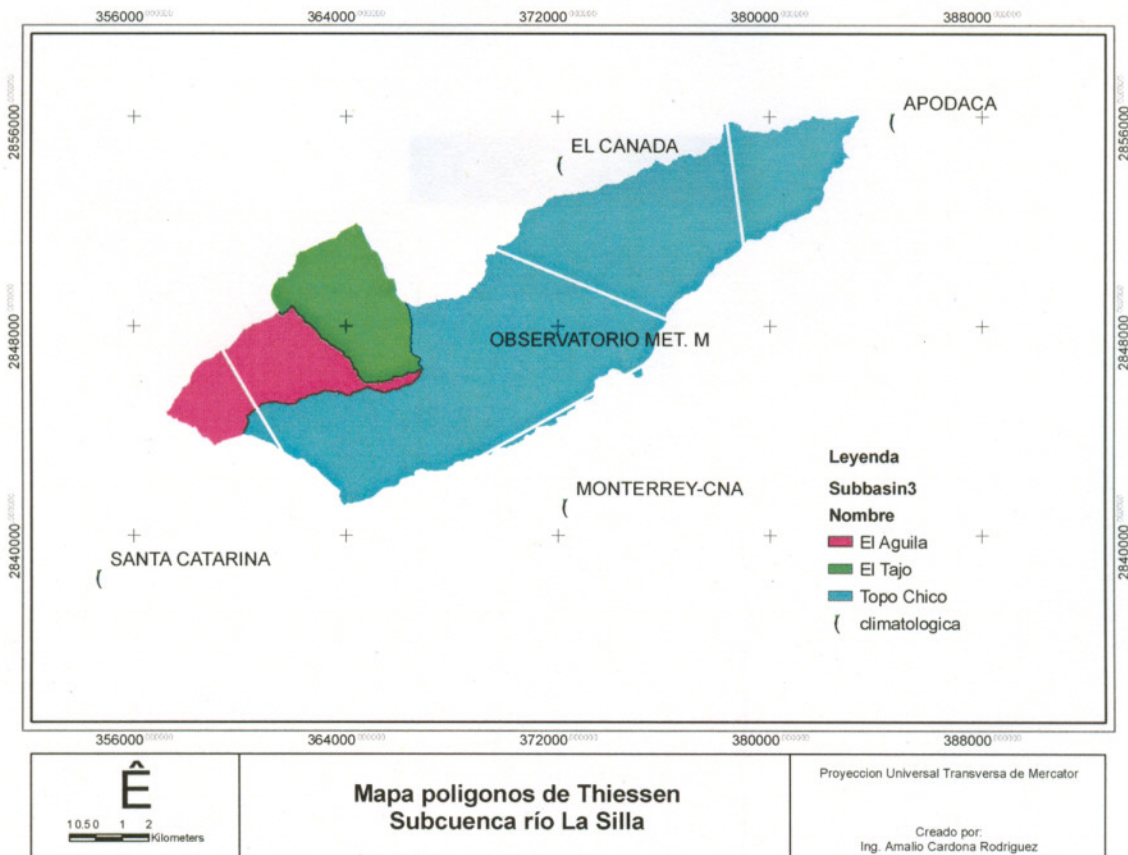 356000 364000 372000 380000 388000
2856000
2848000
2840000
2856000
2848000
2840000
APODACA
EL CANADA
OBSERVATORIO MET. M
MONTERREY-CNA
SANTA CATARINA
Leyenda
Subbasin3
Nombre
El Aguila
El Tajo
Topo Chico
climatologica
356000 364000 372000 380000 388000
Ê
1 0.5 0 1 2
Kilometers
Mapa poligonos de Thiessen
Subcuenca río La Silla
Proyeccion Universal Transversa de Mercator
Creado por:
Ing. Amalio Cardona Rodriguez